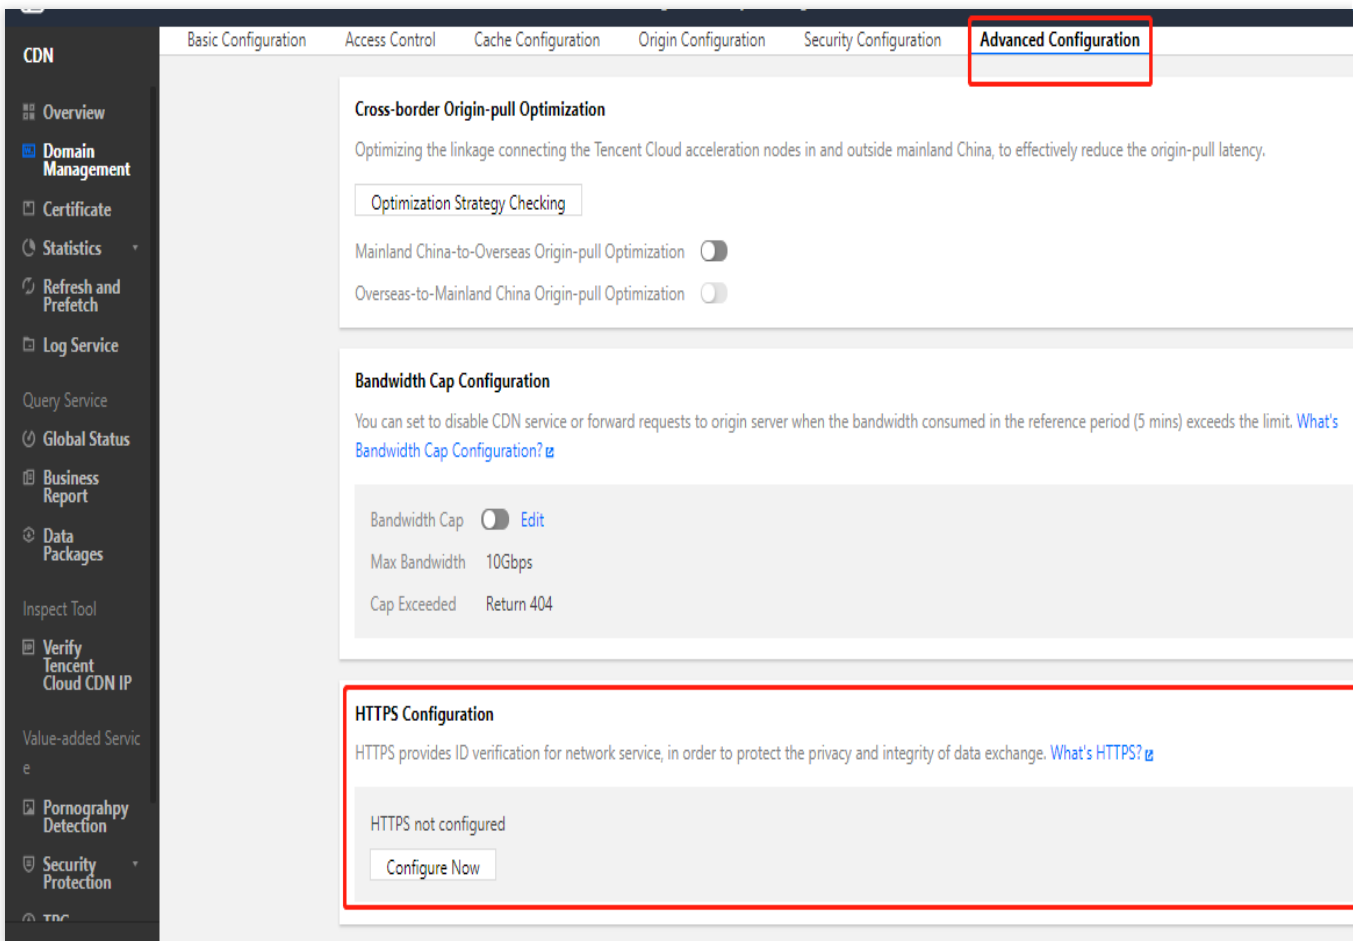 CDN
Overview
Domain
Management
Certificate
Statistics
Refresh and
Prefetch
Log Service
Query Service
Global Status
Business
Report
Data
Packages
Inspect Tool
Verify
Tencent
Cloud CDN IP
Value-added Servic
e
Pornograhpy
Detection
Security
Protection
Basic Configuration
Access Control
Cache Configuration
Origin Configuration
Security Configuration
Advanced Configuration
Cross-border Origin-pull Optimization
Optimizing the linkage connecting the Tencent Cloud acceleration nodes in and outside mainland China, to effectively reduce the origin-pull latency.
Optimization Strategy Checking
Mainland China-to-Overseas Origin-pull Optimization
Overseas-to-Mainland China Origin-pull Optimization
Bandwidth Cap Configuration
You can set to disable CDN service or forward requests to origin server when the bandwidth consumed in the reference period (5 mins) exceeds the limit. What's
Bandwidth Cap Configuration?
Bandwidth Cap Edit
Max Bandwidth 10Gbps
Cap Exceeded Return 404
HTTPS Configuration
HTTPS provides ID verification for network service, in order to protect the privacy and integrity of data exchange. What's HTTPS?
HTTPS not configured
Configure Now